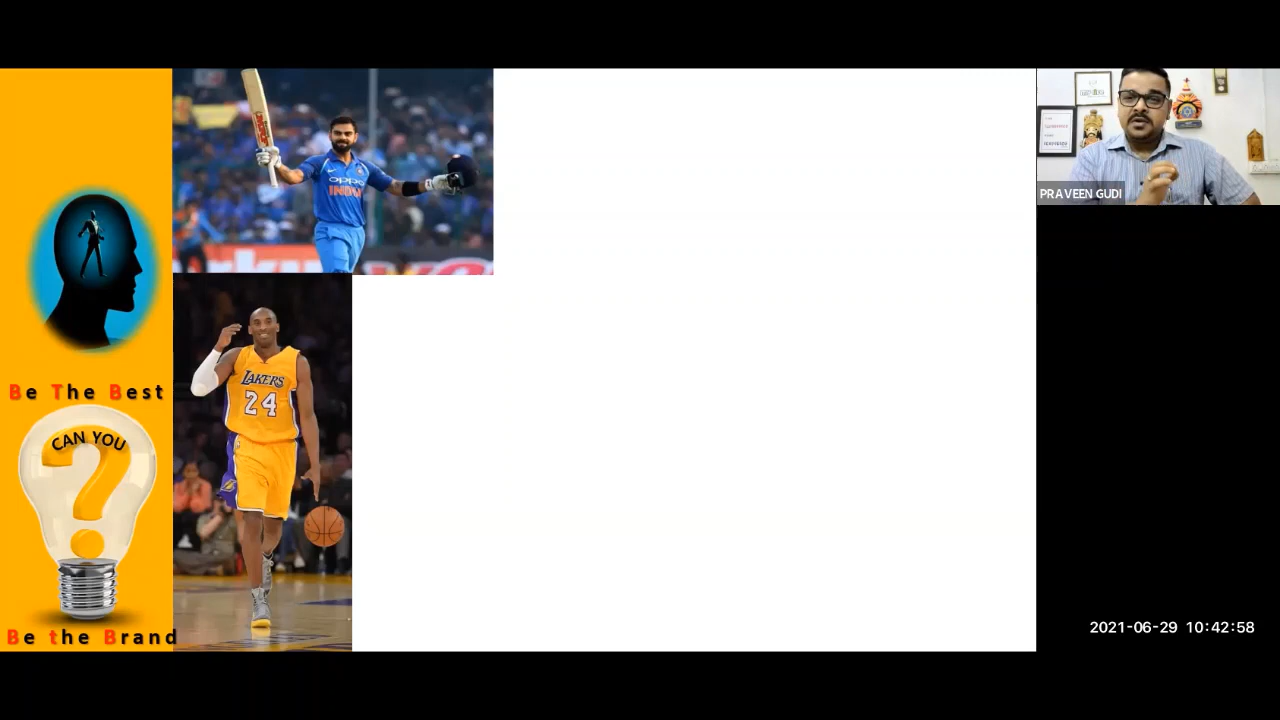 Be The Best
CAN YOU
?
Be the Brand
oppo
INDIA
LAKERS
24
PRAVEEN GUDI
2021-06-29 10:42:58